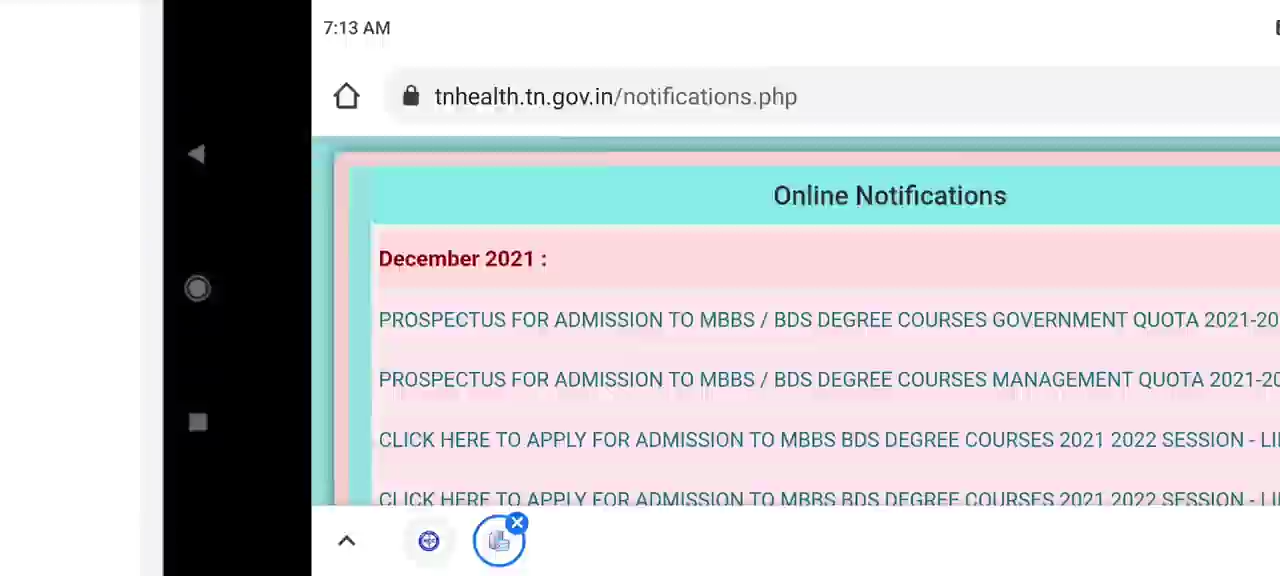 7:13 AM
tnhealth.tn.gov.in/notifications.php
Online Notifications
December 2021 :
PROSPECTUS FOR ADMISSION TO MBBS / BDS DEGREE COURSES GOVERNMENT QUOTA 2021-20
PROSPECTUS FOR ADMISSION TO MBBS / BDS DEGREE COURSES MANAGEMENT QUOTA 2021-20
CLICK HERE TO APPLY FOR ADMISSION TO MBBS BDS DEGREE COURSES 2021 2022 SESSION - LI
CLICK HERE TO APPLY FOR ADMISSION TO MBBS BDS DEGREE COURSES 2021 2022 SESSION - LI